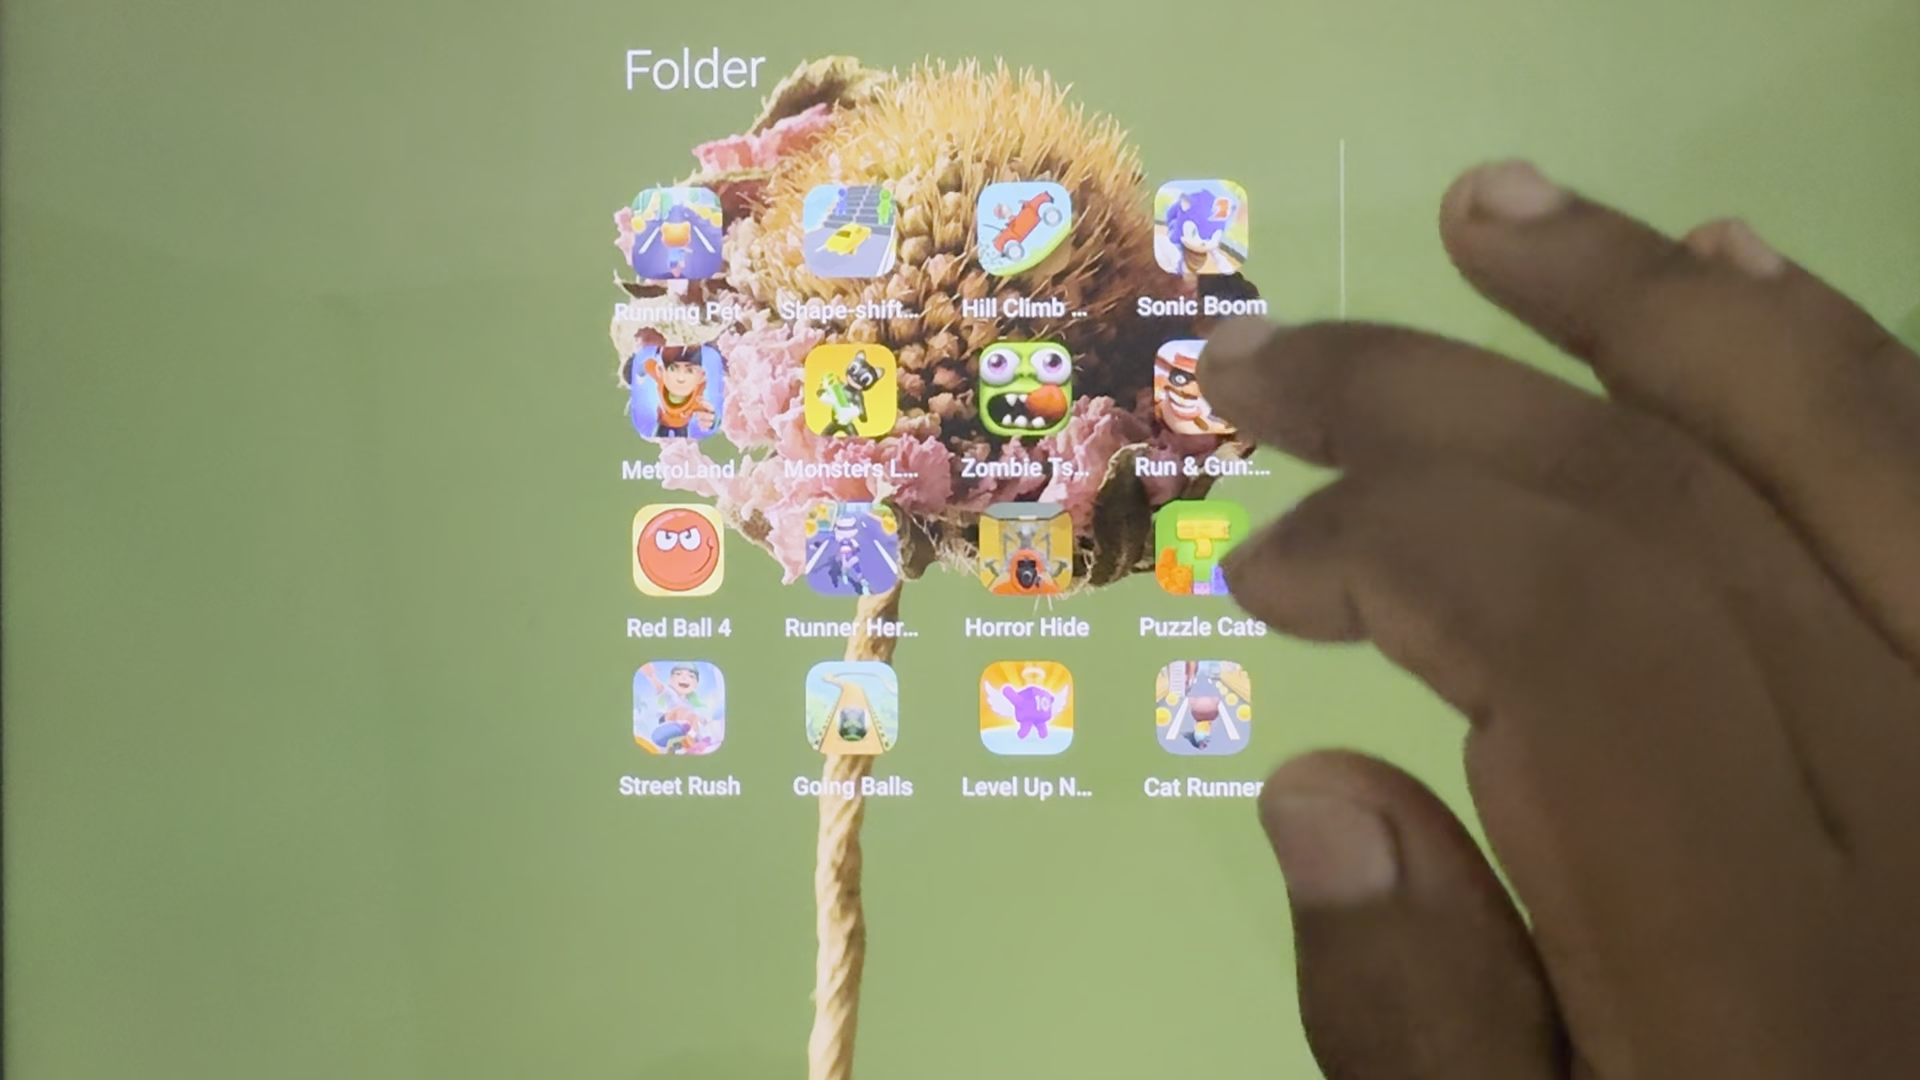 Folder
Running Pet
Shape-shift...
Hill Climb ...
Sonic Boom
MetroLand
Monsters L...
Zombie Ts...
Run & Gun:...
Red Ball 4
Runner Her...
Horror Hide
Puzzle Cats
Street Rush
Going Balls
Level Up N...
Cat Runner